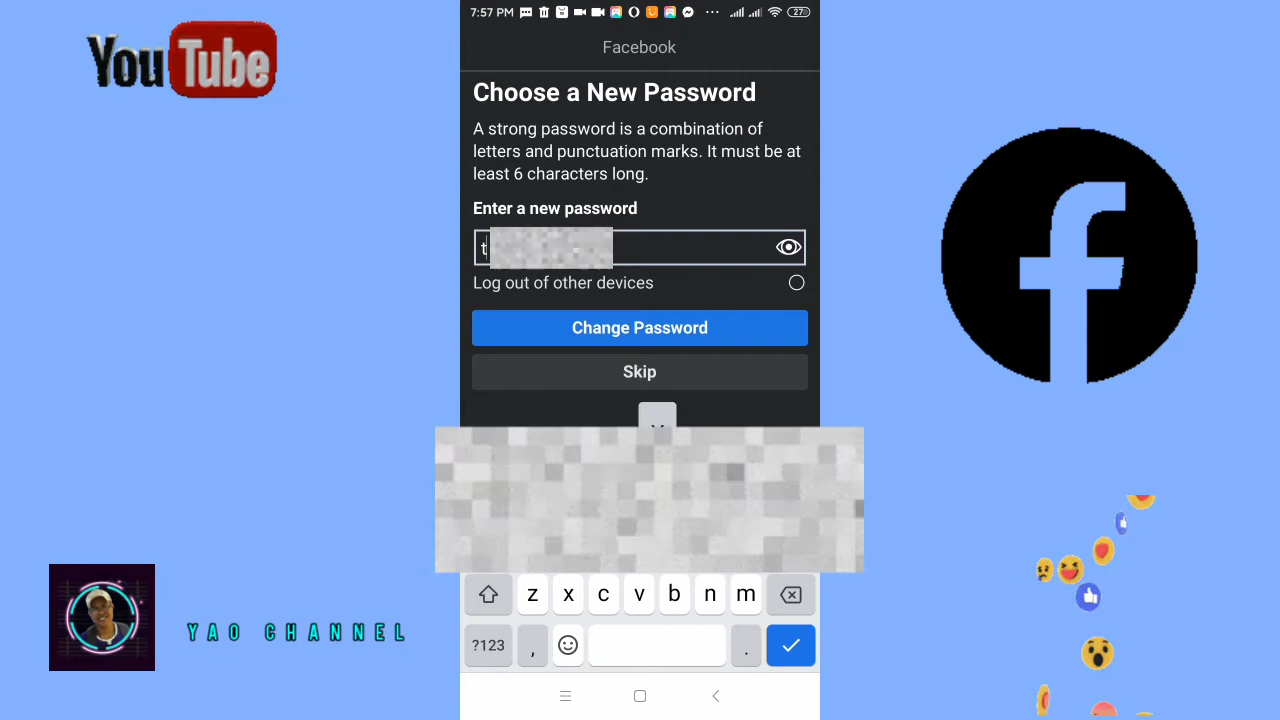 YouTube
7:57 PM
27
Facebook
Choose a New Password
A strong password is a combination of
letters and punctuation marks. It must be at
least 6 characters long.
Enter a new password
t
Log out of other devices
Change Password
Skip
z x c v b n m
?123 , .
YAO CHANNEL